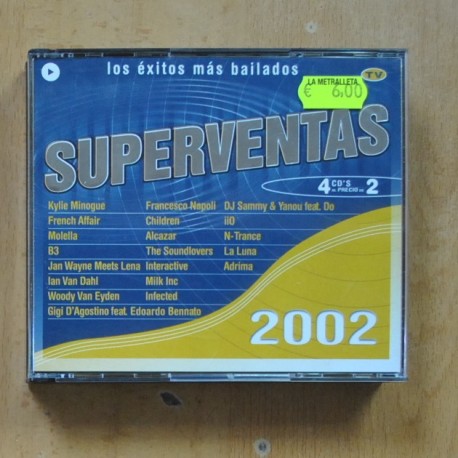 los éxitos más bailados
LA METRALLETA
€ 6,00
TV
SUPERVENTAS
4 CD'S AL PRECIO DE 2
Kylie Minogue
French Affair
Molella
B3
Jan Wayne Meets Lena
Ian Van Dahl
Woody Van Eyden
Gigi D'Agostino feat. Edoardo Bennato
Francesco Napoli
Children
Alcazar
The Soundlovers
Interactive
Milk Inc
Infected
DJ Sammy & Yanou feat. Do
iiO
N-Trance
La Luna
Adrima
2002